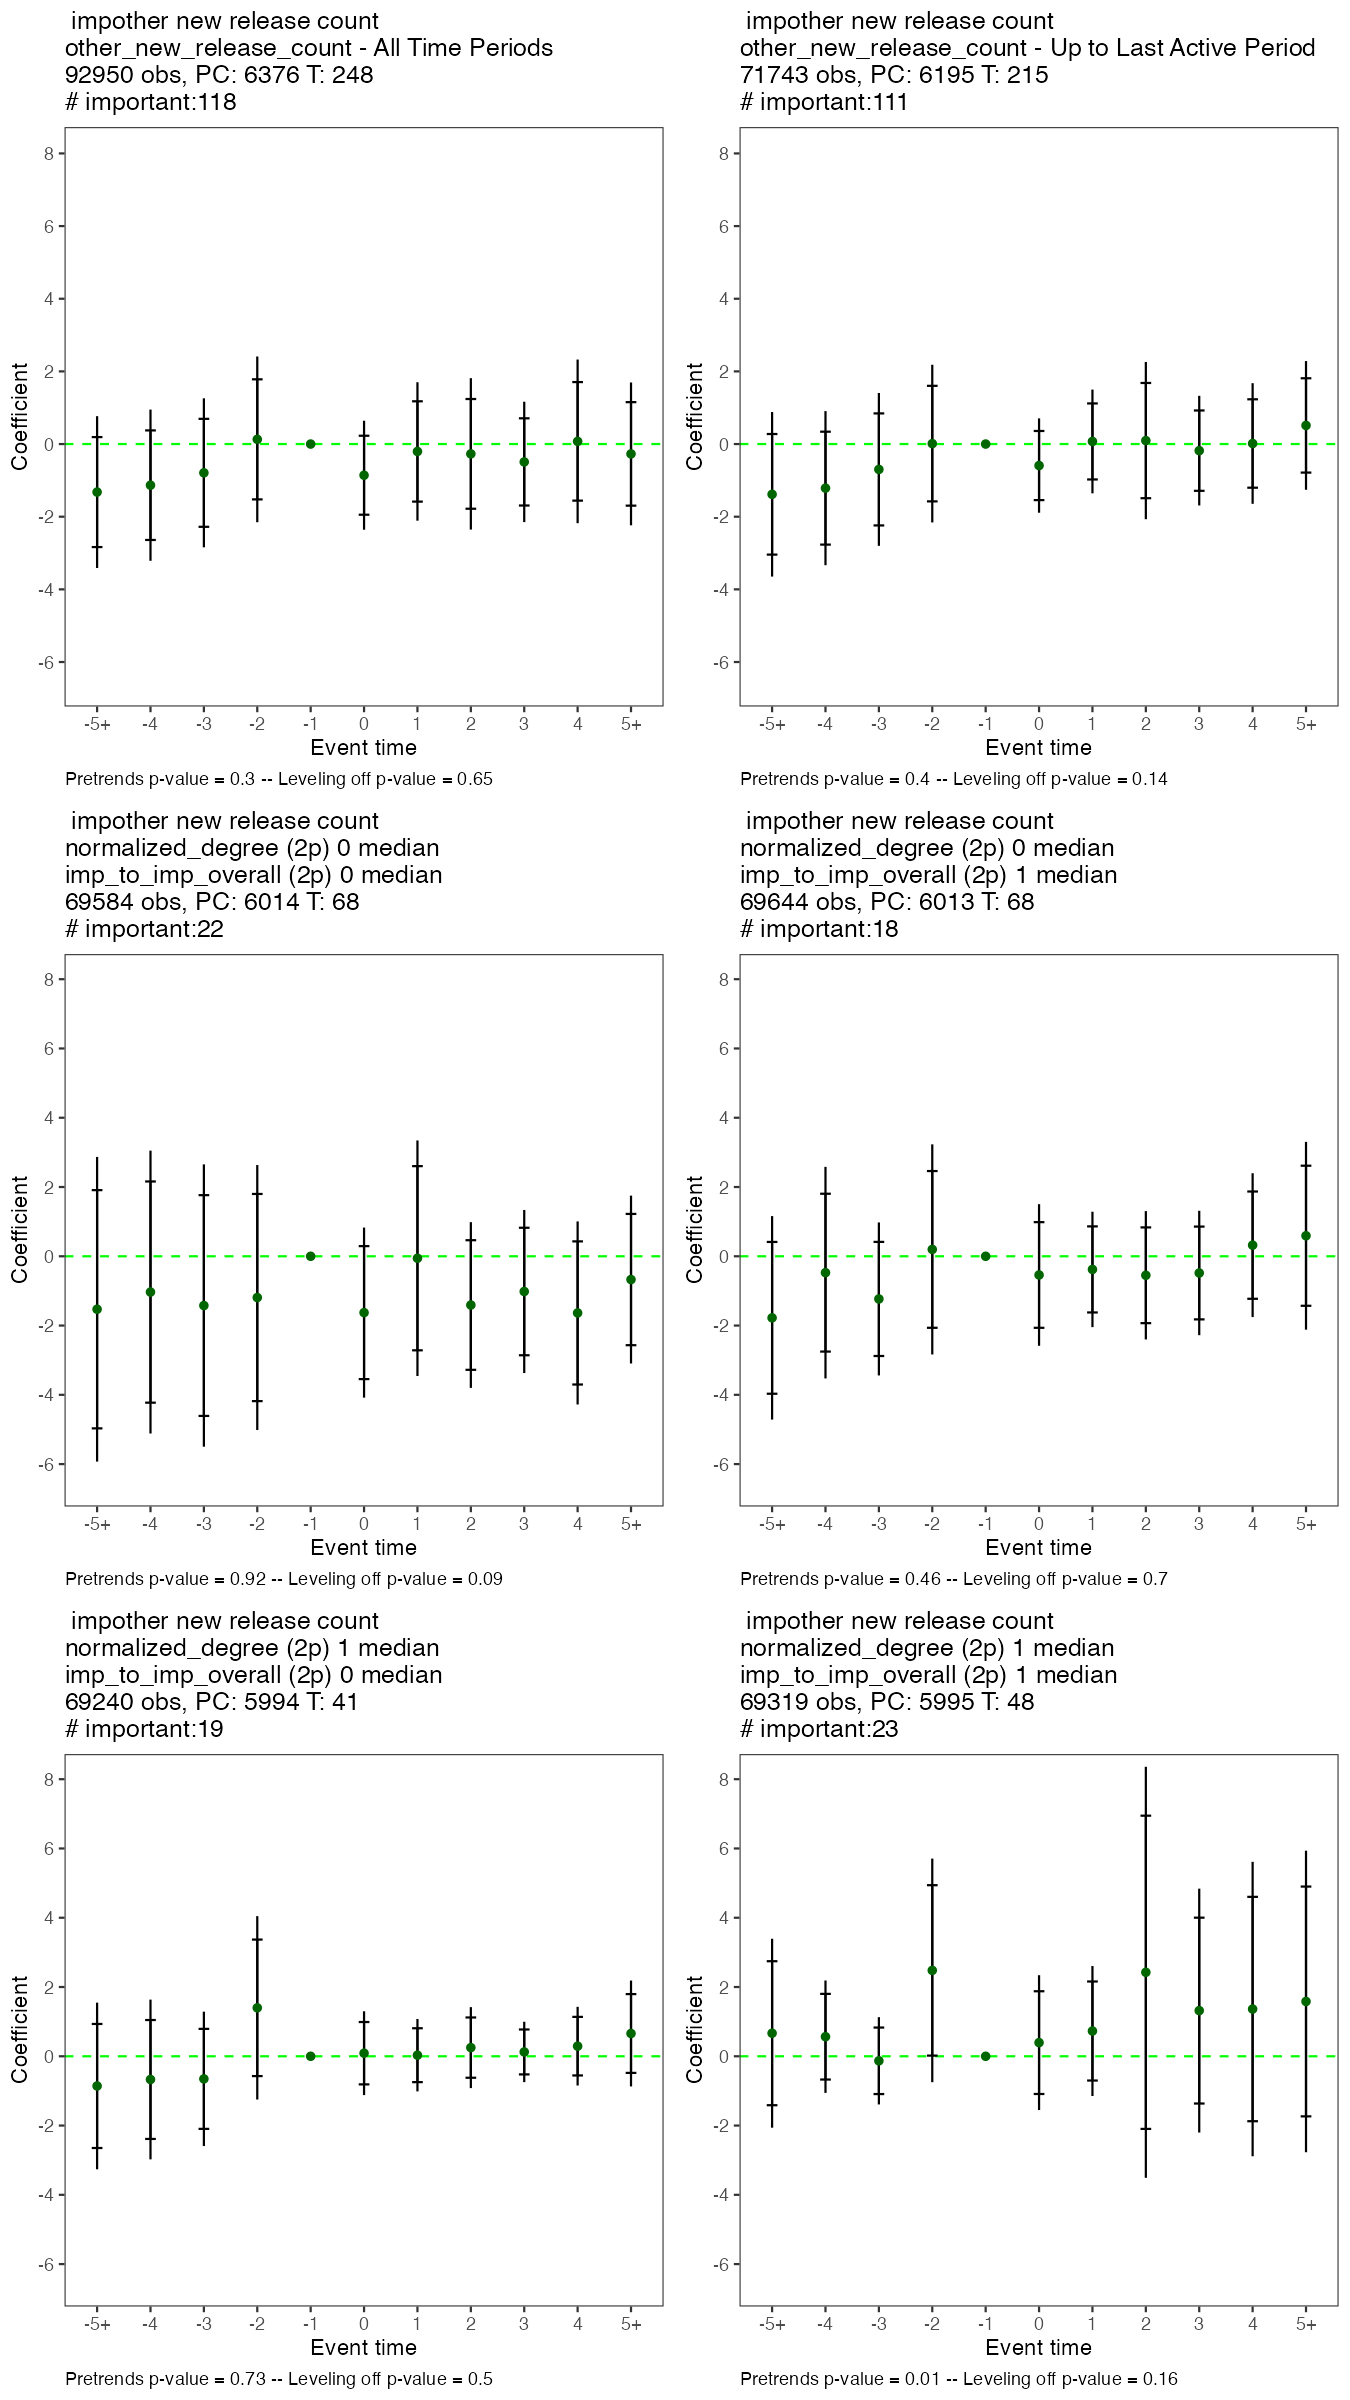 impother new release count
other_new_release_count - All Time Periods
92950 obs, PC: 6376 T: 248
# important:118
8
6
4
2
0
-2
-4
-6
Coefficient
-5+ -4 -3 -2 -1 0 1 2 3 4 5+
Event time
Pretrends p-value = 0.3 -- Leveling off p-value = 0.65
impother new release count
other_new_release_count - Up to Last Active Period
71743 obs, PC: 6195 T: 215
# important:111
8
6
4
2
0
-2
-4
-6
Coefficient
-5+ -4 -3 -2 -1 0 1 2 3 4 5+
Event time
Pretrends p-value = 0.4 -- Leveling off p-value = 0.14
impother new release count
normalized_degree (2p) 0 median
imp_to_imp_overall (2p) 0 median
69584 obs, PC: 6014 T: 68
# important:22
8
6
4
2
0
-2
-4
-6
Coefficient
-5+ -4 -3 -2 -1 0 1 2 3 4 5+
Event time
Pretrends p-value = 0.92 -- Leveling off p-value = 0.09
impother new release count
normalized_degree (2p) 0 median
imp_to_imp_overall (2p) 1 median
69644 obs, PC: 6013 T: 68
# important:18
8
6
4
2
0
-2
-4
-6
Coefficient
-5+ -4 -3 -2 -1 0 1 2 3 4 5+
Event time
Pretrends p-value = 0.46 -- Leveling off p-value = 0.7
impother new release count
normalized_degree (2p) 1 median
imp_to_imp_overall (2p) 0 median
69240 obs, PC: 5994 T: 41
# important:19
8
6
4
2
0
-2
-4
-6
Coefficient
-5+ -4 -3 -2 -1 0 1 2 3 4 5+
Event time
Pretrends p-value = 0.73 -- Leveling off p-value = 0.5
impother new release count
normalized_degree (2p) 1 median
imp_to_imp_overall (2p) 1 median
69319 obs, PC: 5995 T: 48
# important:23
8
6
4
2
0
-2
-4
-6
Coefficient
-5+ -4 -3 -2 -1 0 1 2 3 4 5+
Event time
Pretrends p-value = 0.01 -- Leveling off p-value = 0.16